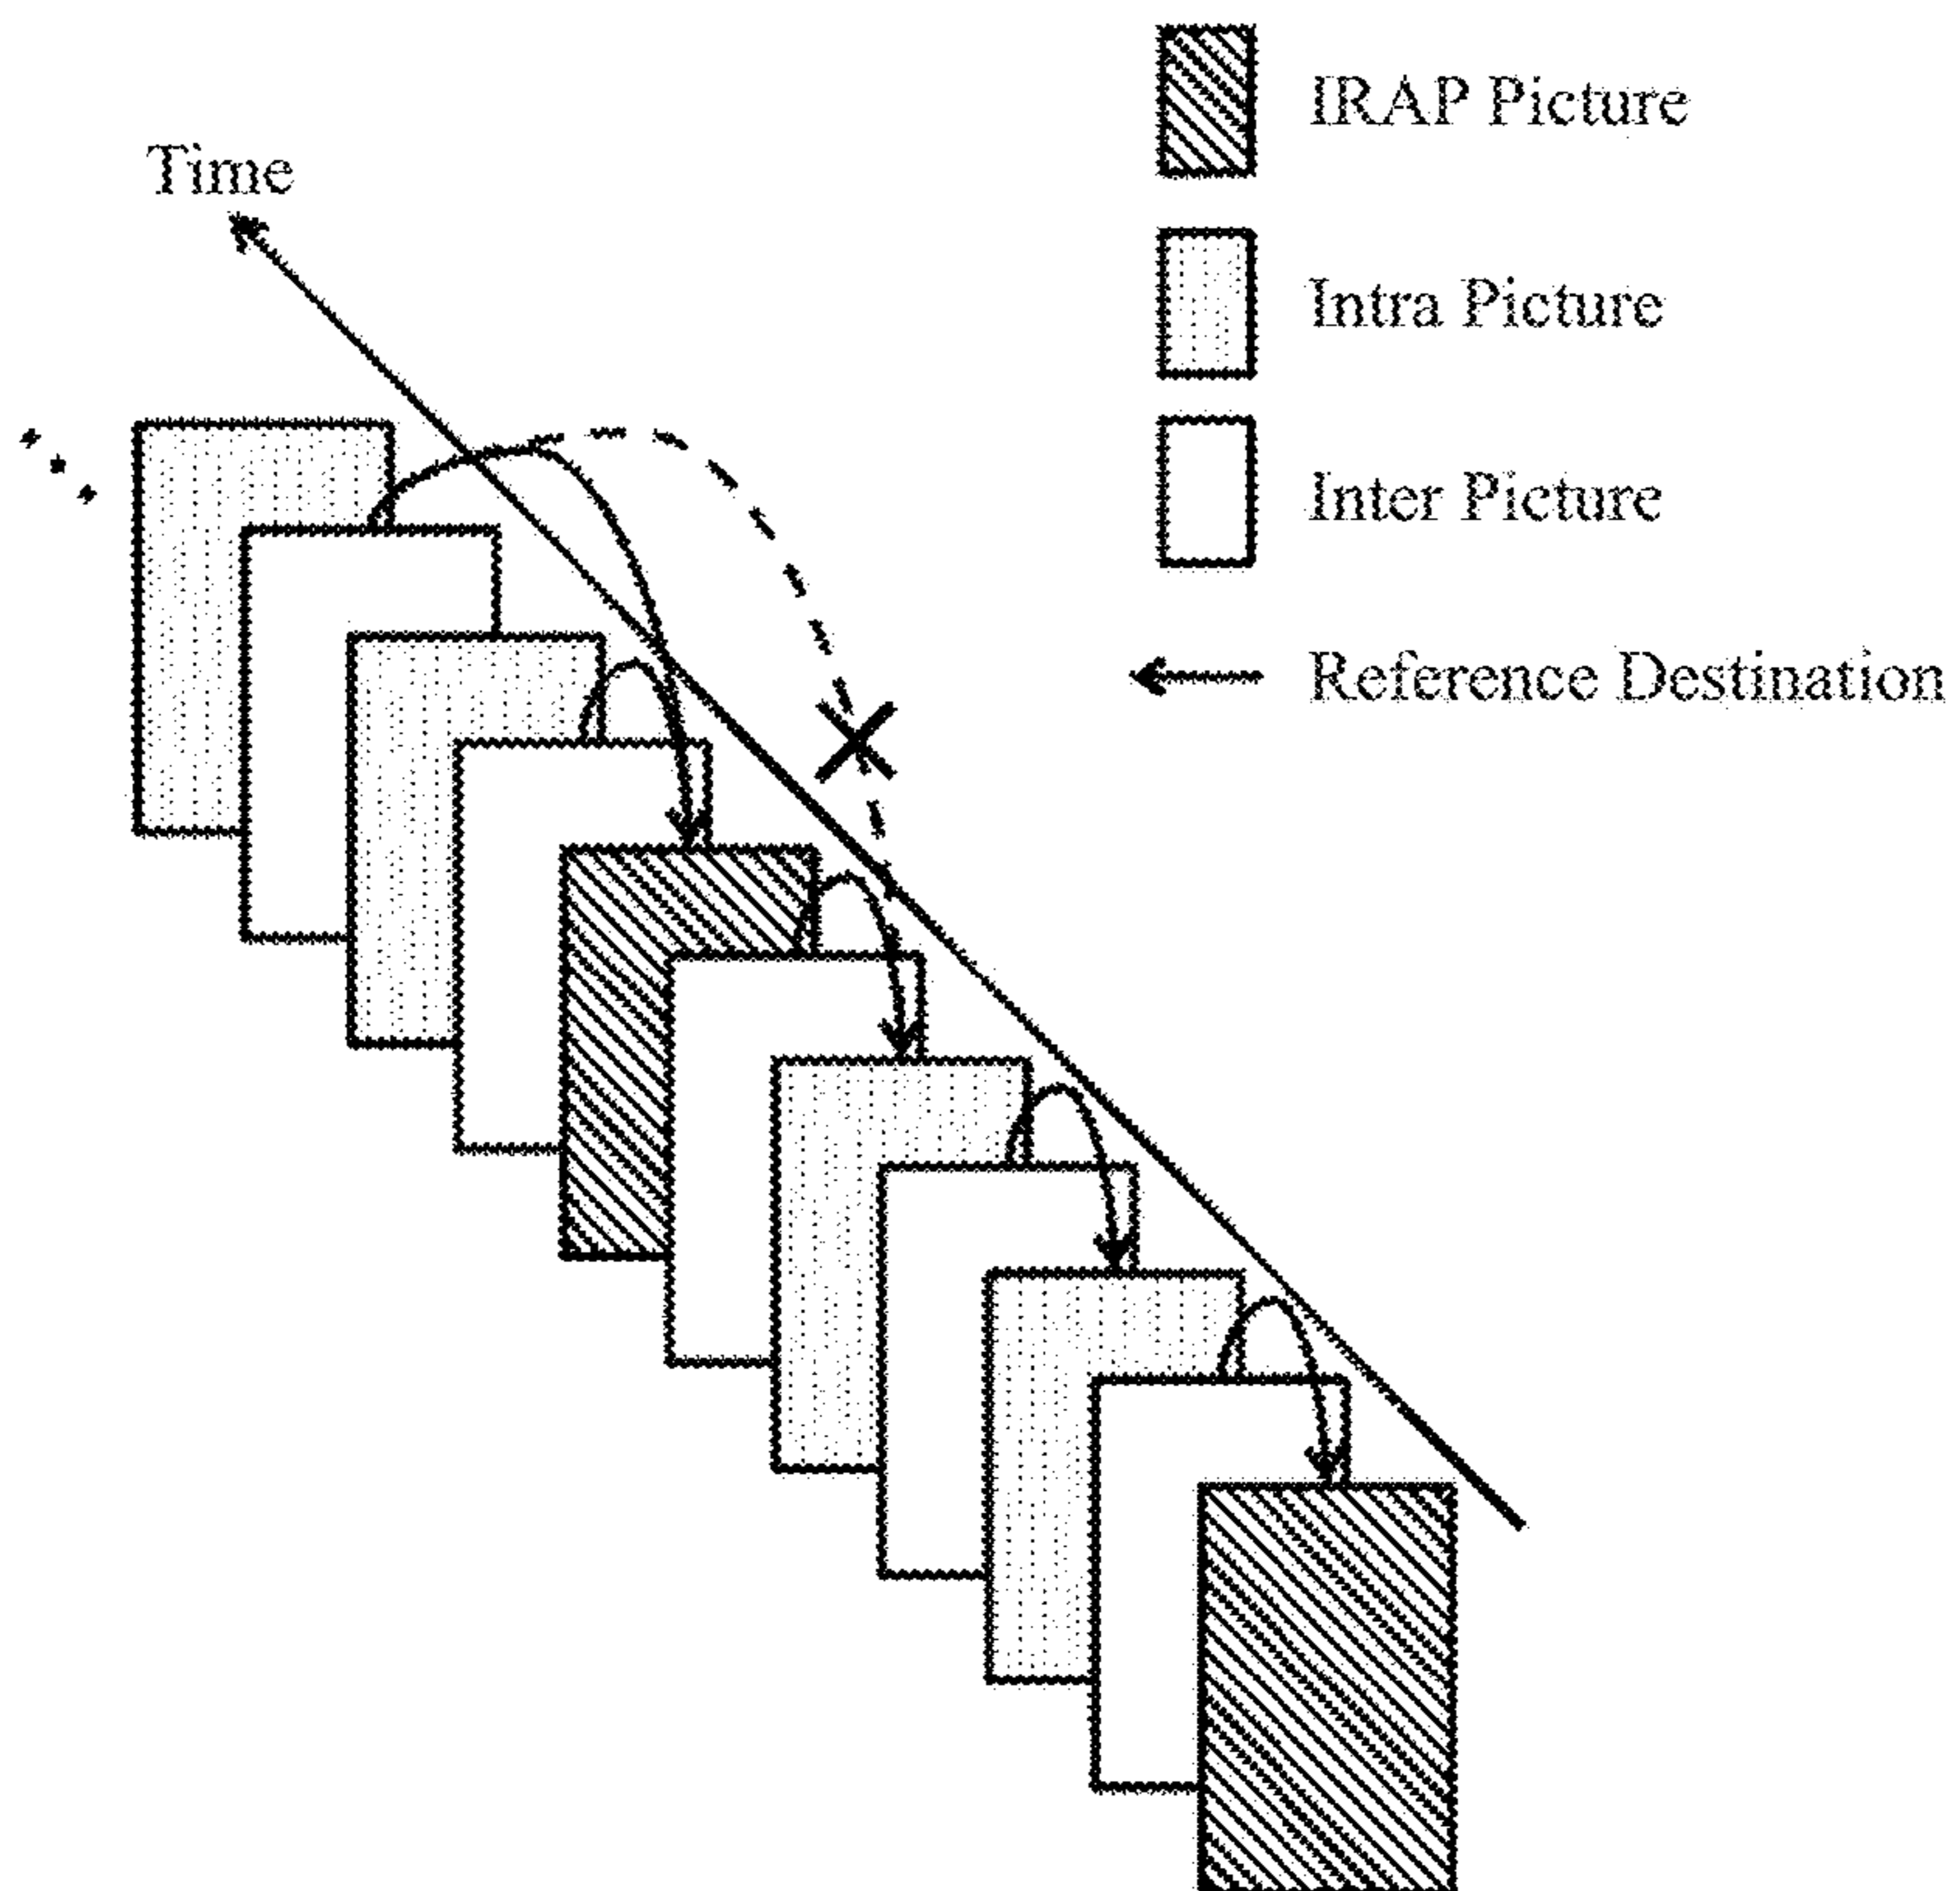 Time
IRAP Picture
Intra Picture
Inter Picture
Reference Destination